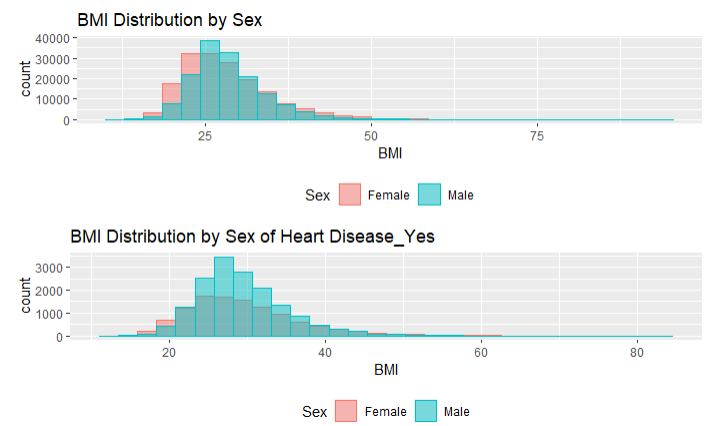 BMI Distribution by Sex
40000
30000
20000
10000
0
count
25 50 75
BMI
Sex Female Male
BMI Distribution by Sex of Heart Disease_Yes
3000
2000
1000
0
count
20 40 60 80
BMI
Sex Female Male